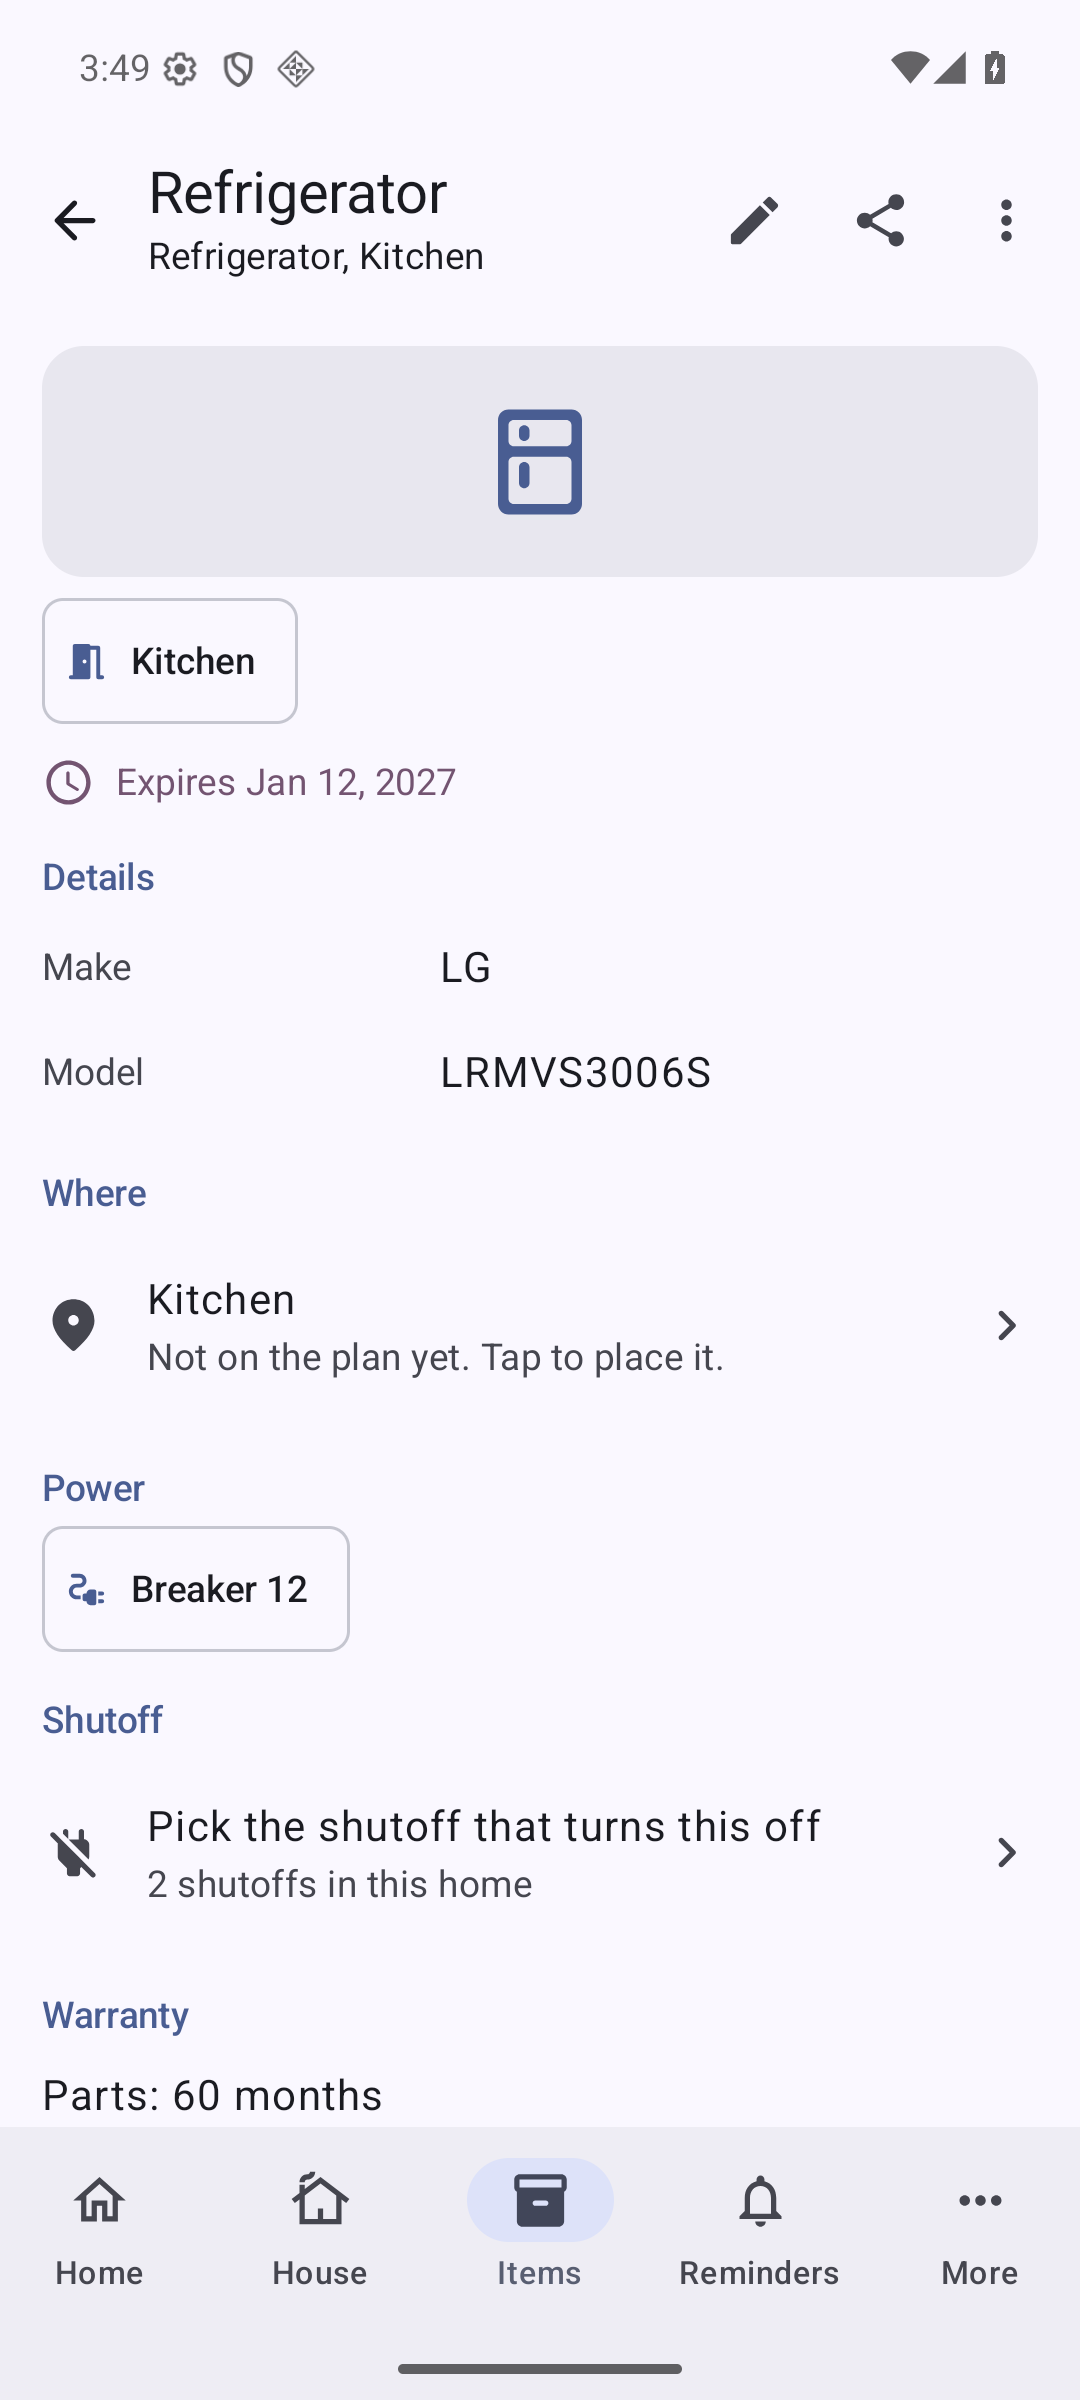 3:49
Refrigerator
Refrigerator, Kitchen
Kitchen
Expires Jan 12, 2027
Details
Make LG
Model LRMVS3006S
Where
Kitchen
Not on the plan yet. Tap to place it.
Power
Breaker 12
Shutoff
Pick the shutoff that turns this off
2 shutoffs in this home
Warranty
Parts: 60 months
Home House Items Reminders More